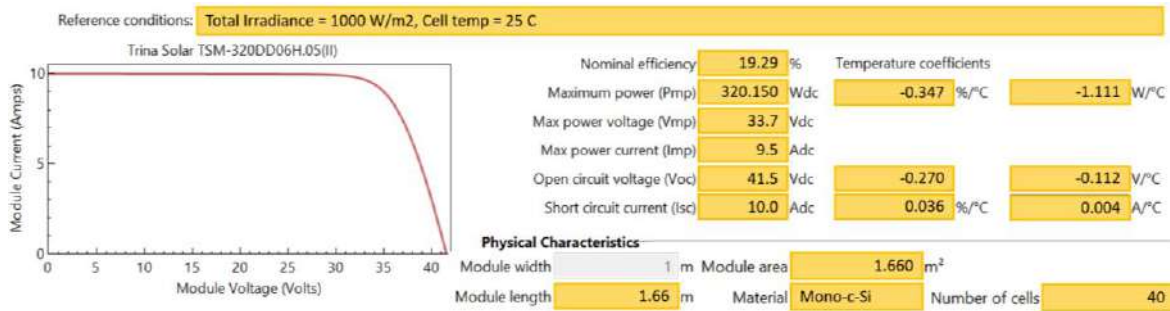 Reference conditions: Total Irradiance = 1000 W/m2, Cell temp = 25 C
Trina Solar TSM-320DD06H.05(II)
Module Current (Amps)
10
5
0
0 5 10 15 20 25 30 35 40
Module Voltage (Volts)
Nominal efficiency 19.29 % Temperature coefficients
Maximum power (Pmp) 320.150 Wdc -0.347 %/°C -1.111 W/°C
Max power voltage (Vmp) 33.7 Vdc
Max power current (Imp) 9.5 Adc
Open circuit voltage (Voc) 41.5 Vdc -0.270 -0.112 V/°C
Short circuit current (Isc) 10.0 Adc 0.036 %/°C 0.004 A/°C
Physical Characteristics
Module width 1 m Module area 1.660 m²
Module length 1.66 m Material Mono-c-Si Number of cells 40